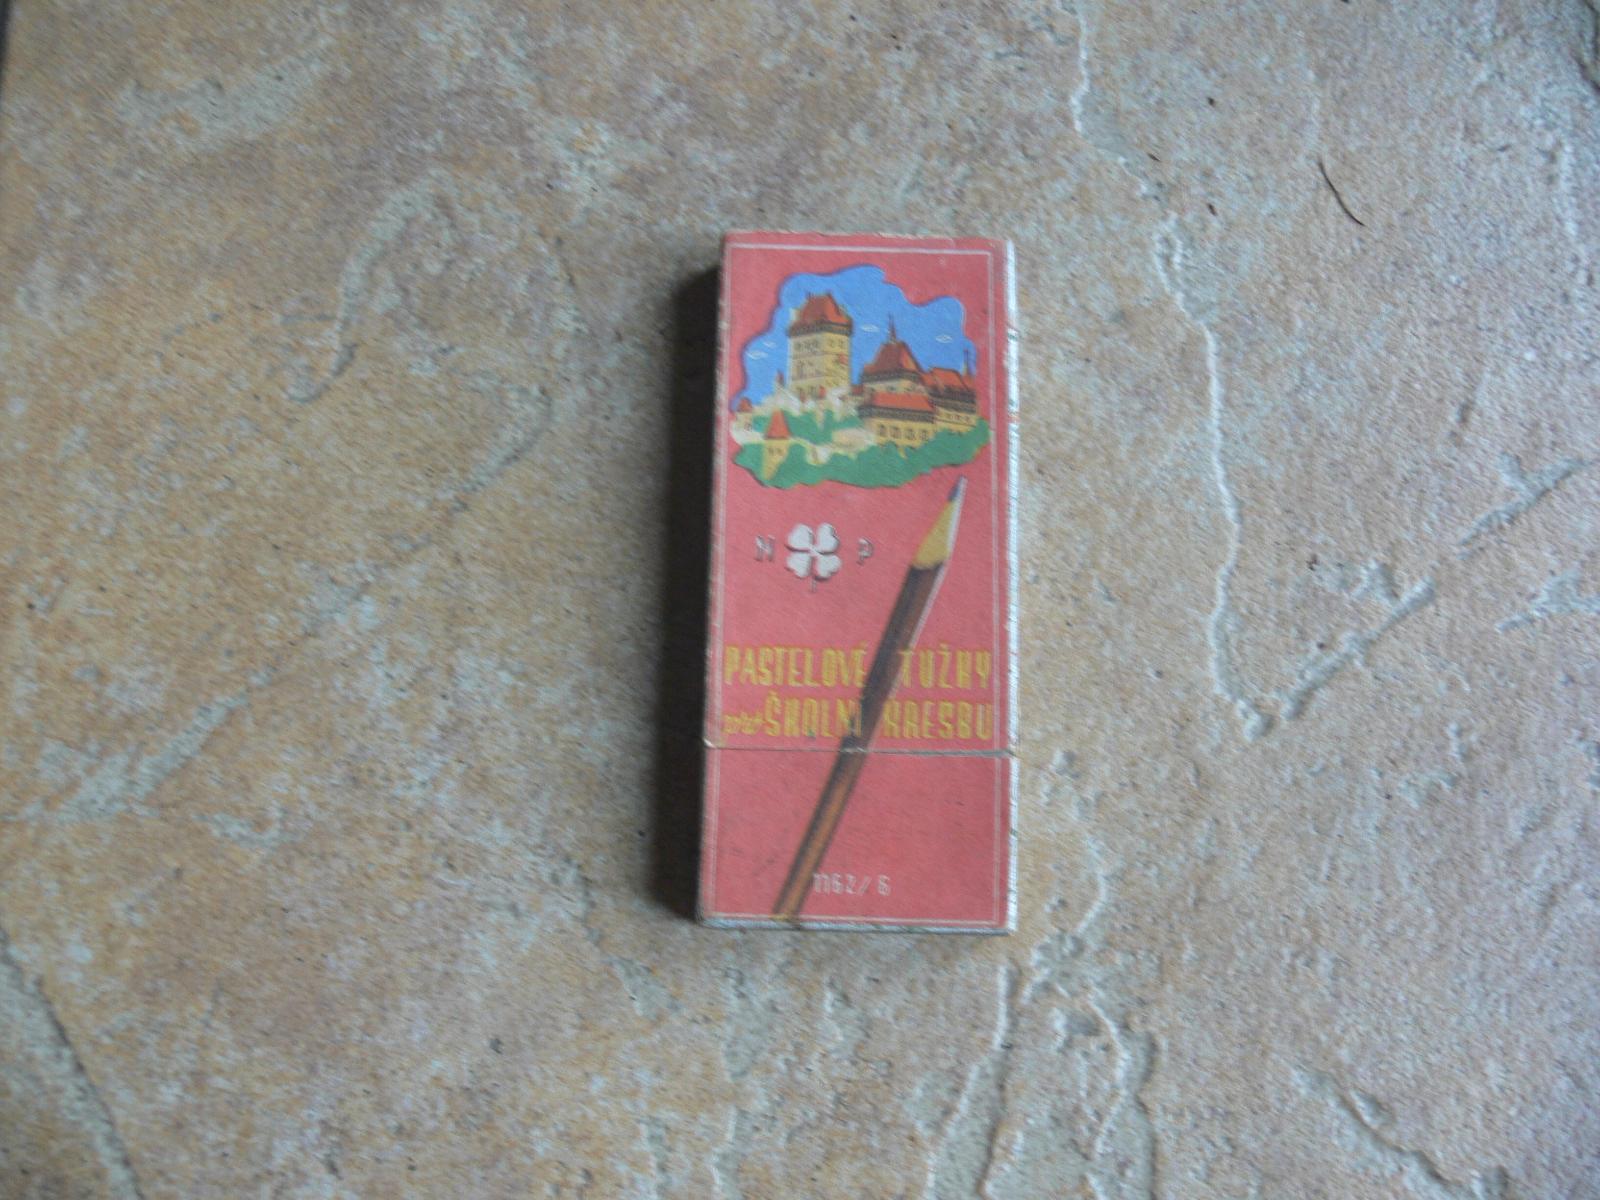 N P
PASTELOVÉ TUŽKY
pro ŠKOLNÍ KRESBU
1162/6